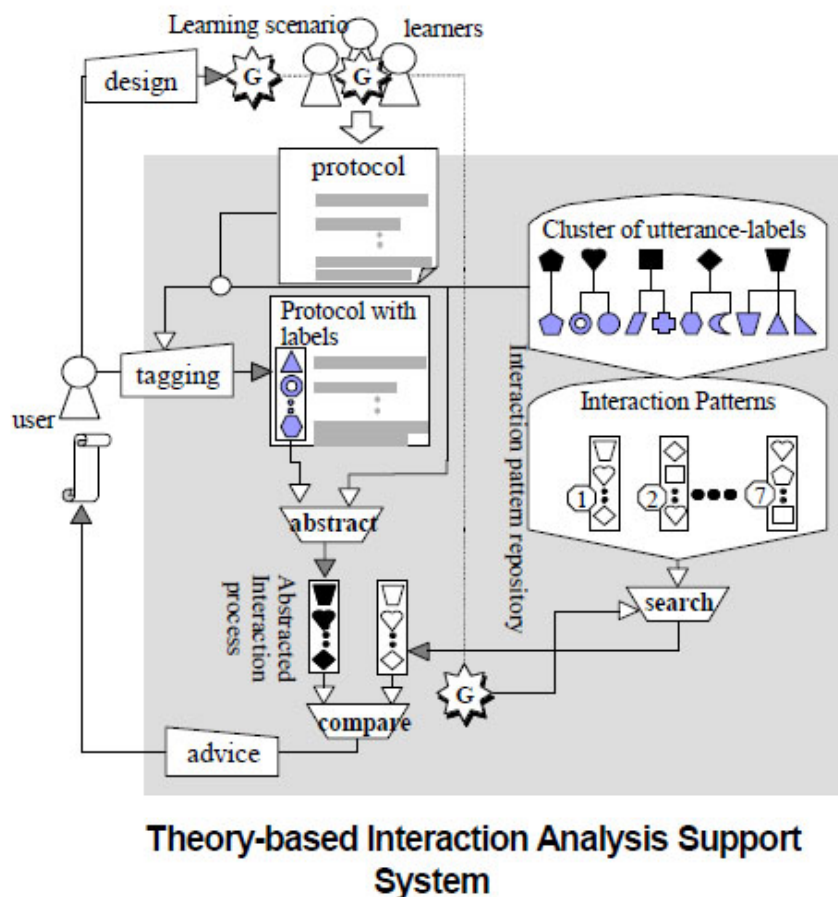 Learning scenario
learners
design
G
G
protocol
Cluster of utterance-labels
Protocol with
labels
tagging
user
Interaction pattern repository
Interaction Patterns
1
2
7
abstract
Abstracted
Interaction
process
search
G
compare
advice
Theory-based Interaction Analysis Support
System